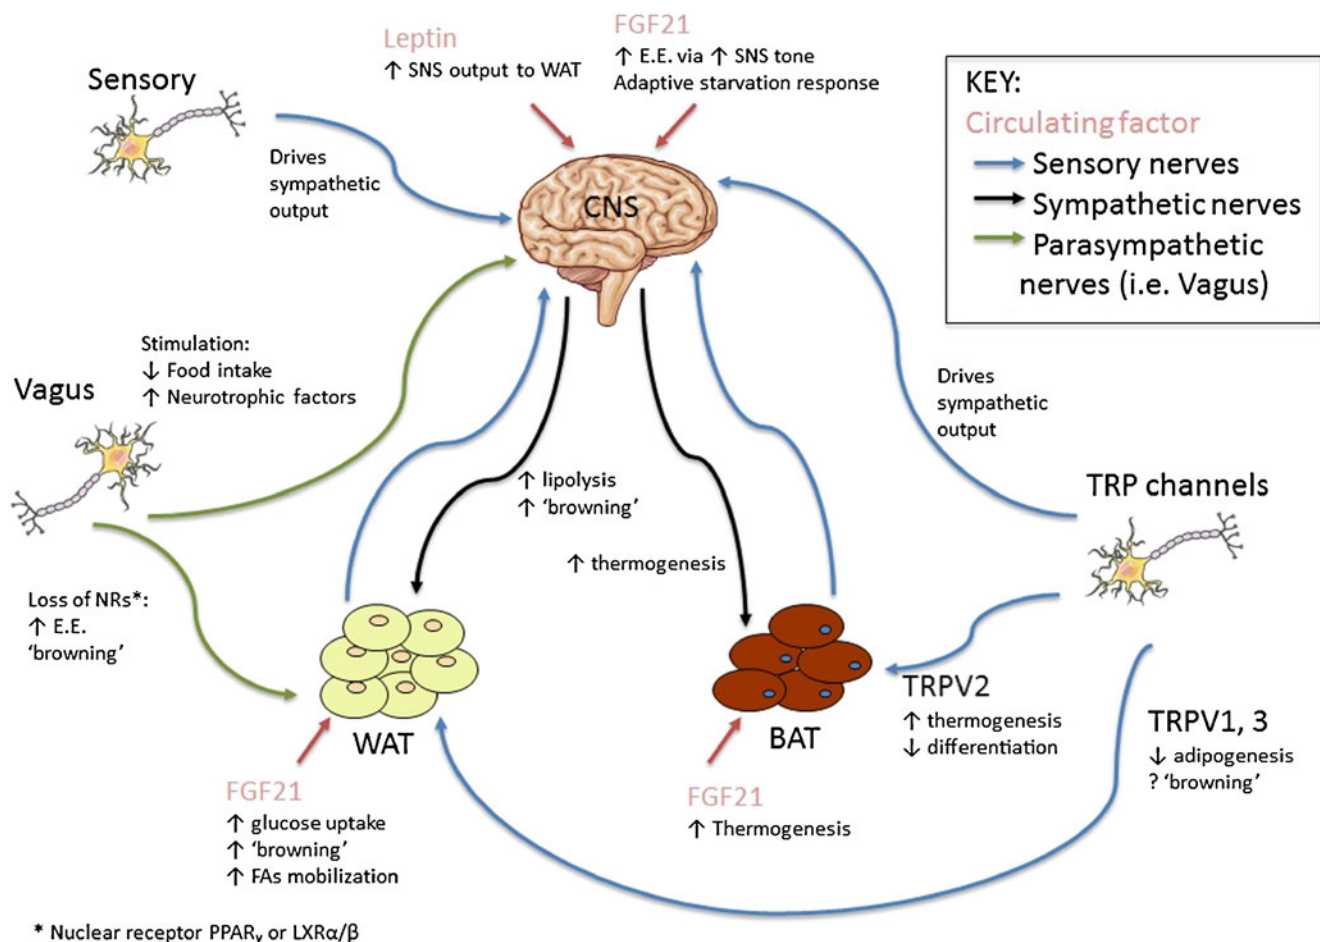 Leptin
↑ SNS output to WAT
FGF21
↑ E.E. via ↑ SNS tone
Adaptive starvation response
KEY:
Circulating factor
Sensory nerves
Sympathetic nerves
Parasympathetic
nerves (i.e. Vagus)
Sensory
Drives
sympathetic
output
CNS
Stimulation:
↓ Food intake
↑ Neurotrophic factors
Vagus
Drives
sympathetic
output
↑ lipolysis
↑ ‘browning’
↑ thermogenesis
TRP channels
Loss of NRs*:
↑ E.E.
‘browning’
WAT
BAT
TRPV2
↑ thermogenesis
↓ differentiation
TRPV1, 3
↓ adipogenesis
? ‘browning’
FGF21
↑ glucose uptake
↑ ‘browning’
↑ FAs mobilization
FGF21
↑ Thermogenesis
* Nuclear receptor PPARγ or LXRα/β